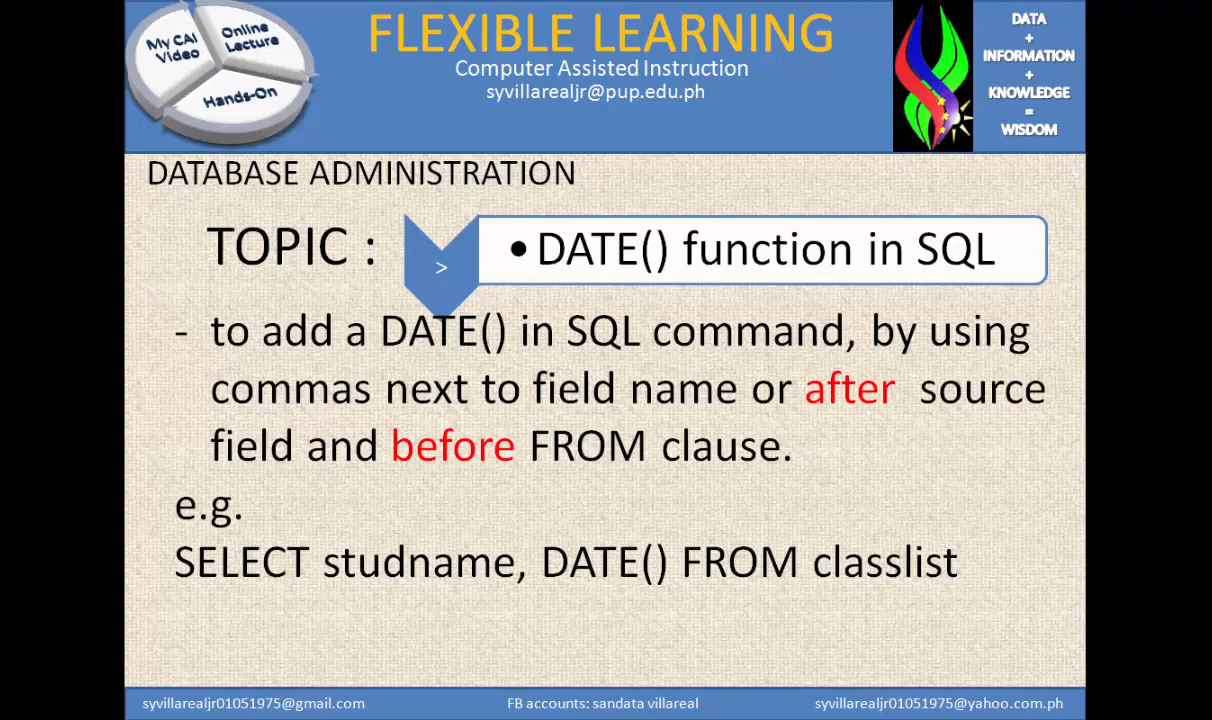 My CAI
Video
Online
Lecture
Hands-On
FLEXIBLE LEARNING
Computer Assisted Instruction
syvillarealjr@pup.edu.ph
DATA
+
INFORMATION
+
KNOWLEDGE
=
WISDOM
DATABASE ADMINISTRATION
TOPIC :
>
•DATE() function in SQL
- to add a DATE() in SQL command, by using
commas next to field name or after source
field and before FROM clause.
e.g.
SELECT studname, DATE() FROM classlist
syvillarealjr01051975@gmail.com
FB accounts: sandata villareal
syvillarealjr01051975@yahoo.com.ph